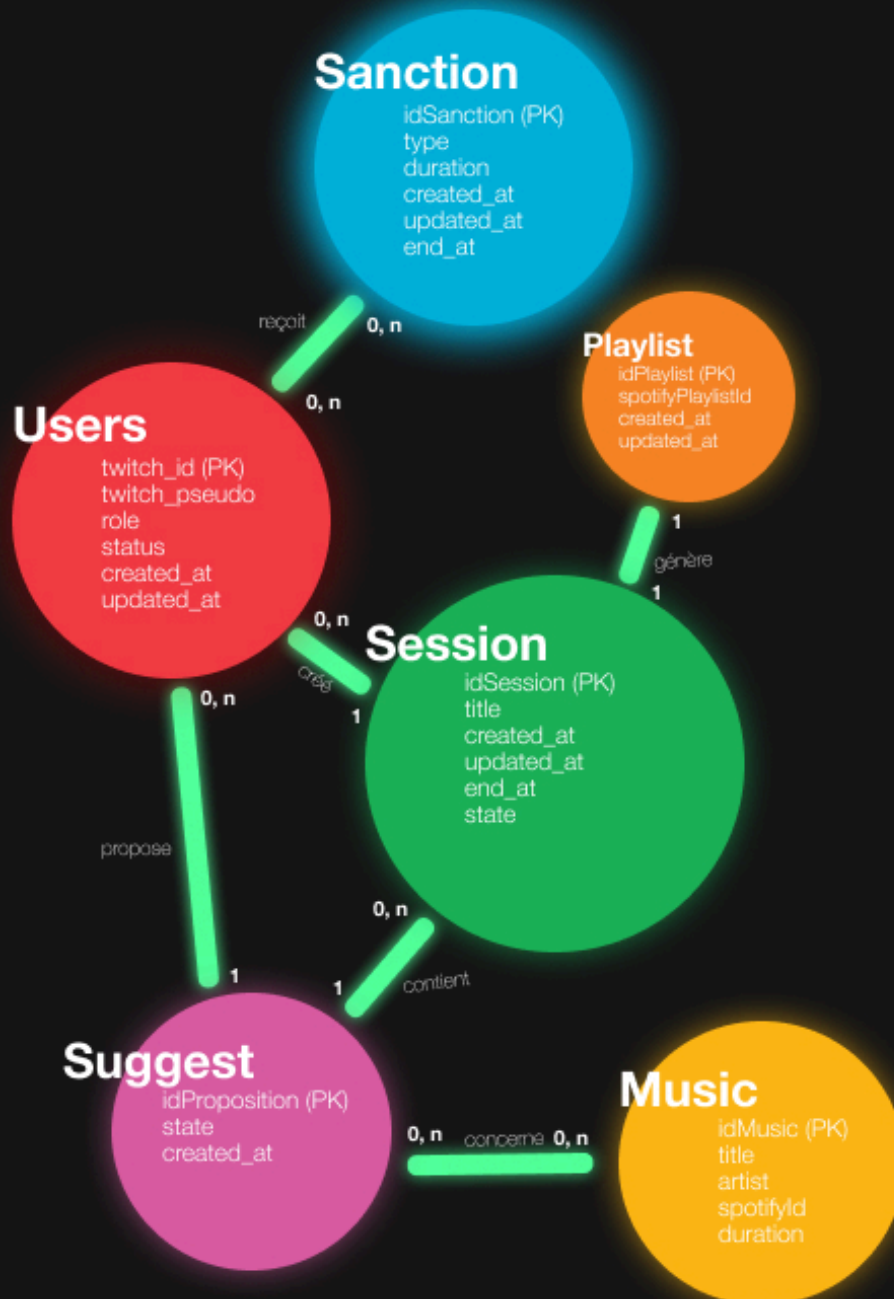 Sanction
idSanction (PK)
type
duration
created_at
updated_at
end_at
reçoit
0, n
0, n
Playlist
idPlaylist (PK)
spotifyPlaylistId
created_at
updated_at
Users
twitch_id (PK)
twitch_pseudo
role
status
created_at
updated_at
1
génère
1
0, n
créé
1
Session
idSession (PK)
title
created_at
updated_at
end_at
state
0, n
propose
1
0, n
contient
1
Suggest
idProposition (PK)
state
created_at
0, n
concerne
0, n
Music
idMusic (PK)
title
artist
spotifyId
duration